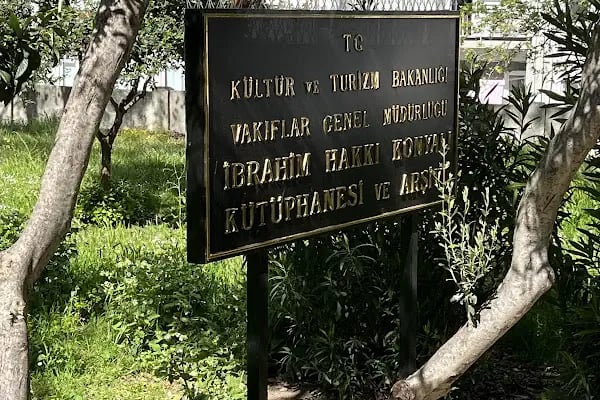 TC
KÜLTÜR VE TURİZM BAKANLIĞI
VAKIFLAR GENEL MÜDÜRLÜĞÜ
İBRAHİM HAKKI KONYALI
KÜTÜPHANESİ VE ARŞİVİ